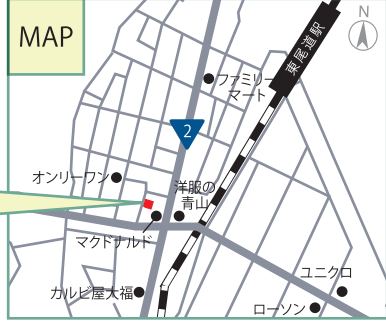 MAP
N
東尾道駅
ファミリー
マート
2
オンリーワン
洋服の
青山
マクドナルド
ユニクロ
カルビ屋大福
ローソン